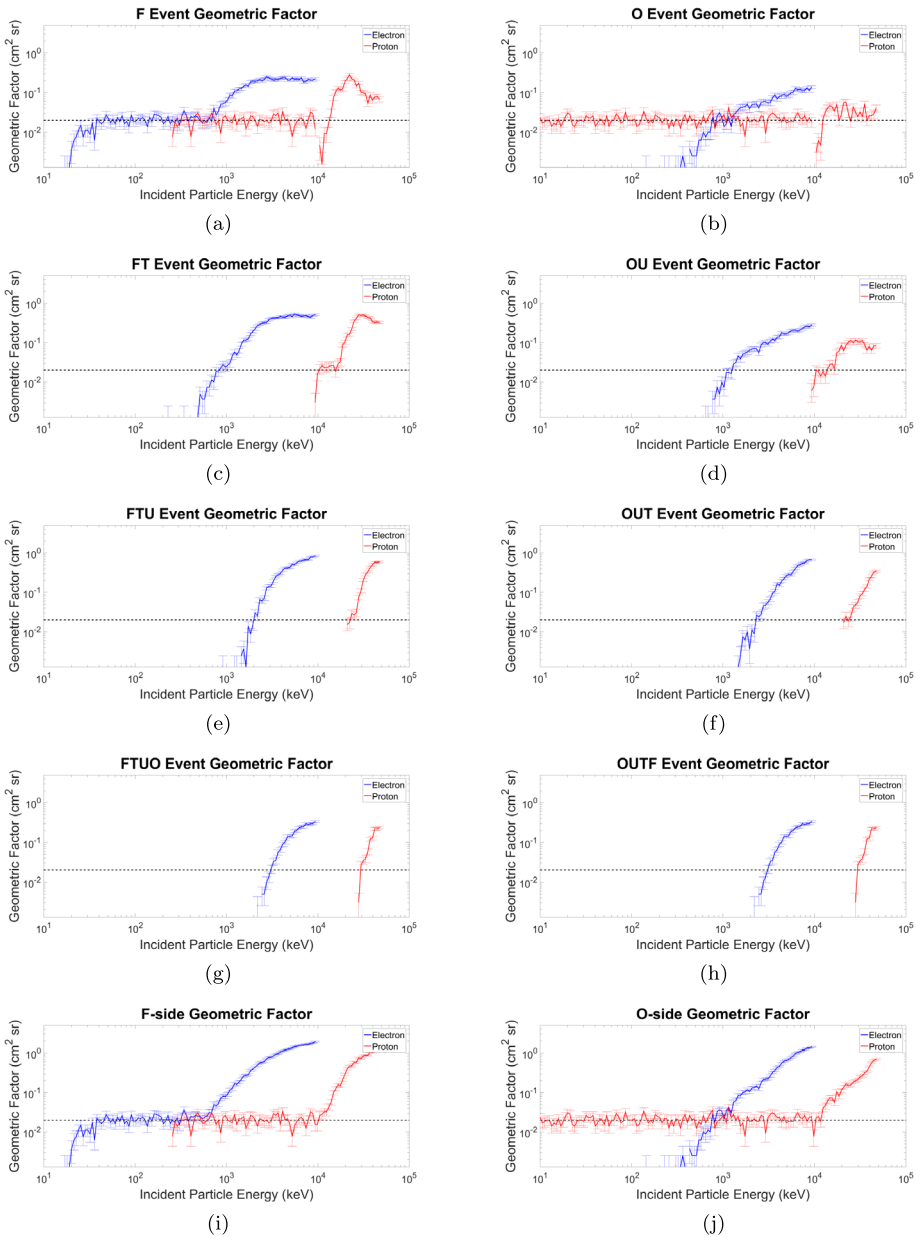 F Event Geometric Factor
Geometric Factor (cm² sr)
10⁰
10⁻¹
10⁻²
Electron
Proton
10¹ 10² 10³ 10⁴ 10⁵
Incident Particle Energy (keV)
(a)
O Event Geometric Factor
Geometric Factor (cm² sr)
10⁰
10⁻¹
10⁻²
Electron
Proton
10¹ 10² 10³ 10⁴ 10⁵
Incident Particle Energy (keV)
(b)
FT Event Geometric Factor
Geometric Factor (cm² sr)
10⁰
10⁻¹
10⁻²
Electron
Proton
10¹ 10² 10³ 10⁴ 10⁵
Incident Particle Energy (keV)
(c)
OU Event Geometric Factor
Geometric Factor (cm² sr)
10⁰
10⁻¹
10⁻²
Electron
Proton
10¹ 10² 10³ 10⁴ 10⁵
Incident Particle Energy (keV)
(d)
FTU Event Geometric Factor
Geometric Factor (cm² sr)
10⁰
10⁻¹
10⁻²
Electron
Proton
10¹ 10² 10³ 10⁴ 10⁵
Incident Particle Energy (keV)
(e)
OUT Event Geometric Factor
Geometric Factor (cm² sr)
10⁰
10⁻¹
10⁻²
Electron
Proton
10¹ 10² 10³ 10⁴ 10⁵
Incident Particle Energy (keV)
(f)
FTUO Event Geometric Factor
Geometric Factor (cm² sr)
10⁰
10⁻¹
10⁻²
Electron
Proton
10¹ 10² 10³ 10⁴ 10⁵
Incident Particle Energy (keV)
(g)
OUTF Event Geometric Factor
Geometric Factor (cm² sr)
10⁰
10⁻¹
10⁻²
Electron
Proton
10¹ 10² 10³ 10⁴ 10⁵
Incident Particle Energy (keV)
(h)
F-side Geometric Factor
Geometric Factor (cm² sr)
10⁰
10⁻¹
10⁻²
Electron
Proton
10¹ 10² 10³ 10⁴ 10⁵
Incident Particle Energy (keV)
(i)
O-side Geometric Factor
Geometric Factor (cm² sr)
10⁰
10⁻¹
10⁻²
Electron
Proton
10¹ 10² 10³ 10⁴ 10⁵
Incident Particle Energy (keV)
(j)